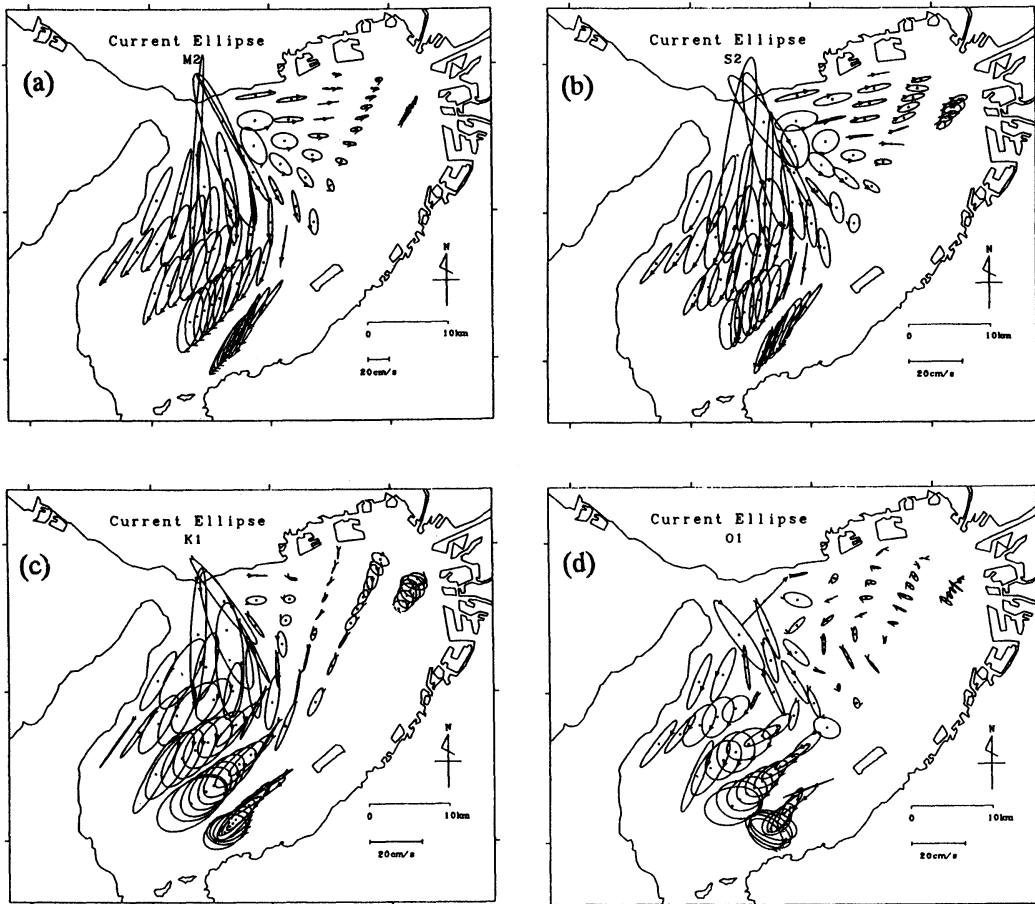 (a)
Current Ellipse
M2
N
0 10km
20cm/s
(b)
Current Ellipse
S2
N
0 10km
20cm/s
(c)
Current Ellipse
K1
N
0 10km
20cm/s
(d)
Current Ellipse
O1
N
0 10km
20cm/s